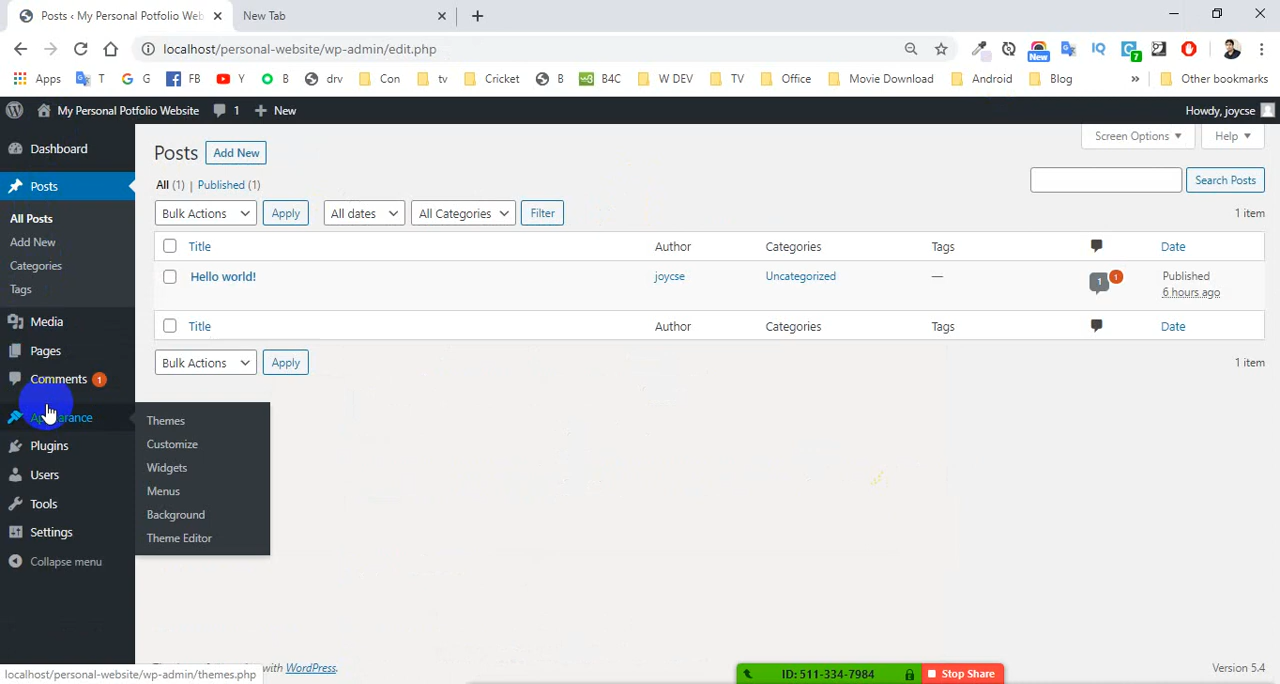 Posts ‹ My Personal Potfolio Web
New Tab
localhost/personal-website/wp-admin/edit.php
New
7
Apps
T
G
FB
Y
B
drv
Con
tv
Cricket
B
B4C
W DEV
TV
Office
Movie Download
Android
Blog
»
Other bookmarks
My Personal Potfolio Website
1
New
Howdy, joycse
Dashboard
Posts
All Posts
Add New
Categories
Tags
Media
Pages
Comments 1
Plugins
Users
Tools
Settings
Collapse menu
Themes
Customize
Widgets
Menus
Background
Theme Editor
Posts
Add New
Screen Options
Help
All (1) | Published (1)
Search Posts
Bulk Actions
Apply
All dates
All Categories
Filter
1 item
Title
Author
Categories
Tags
Date
Hello world!
joycse
Uncategorized
—
1
1
Published
6 hours ago
Title
Author
Categories
Tags
Date
Bulk Actions
Apply
1 item
localhost/personal-website/wp-admin/themes.php
with WordPress.
ID: 511-334-7984
Stop Share
Version 5.4